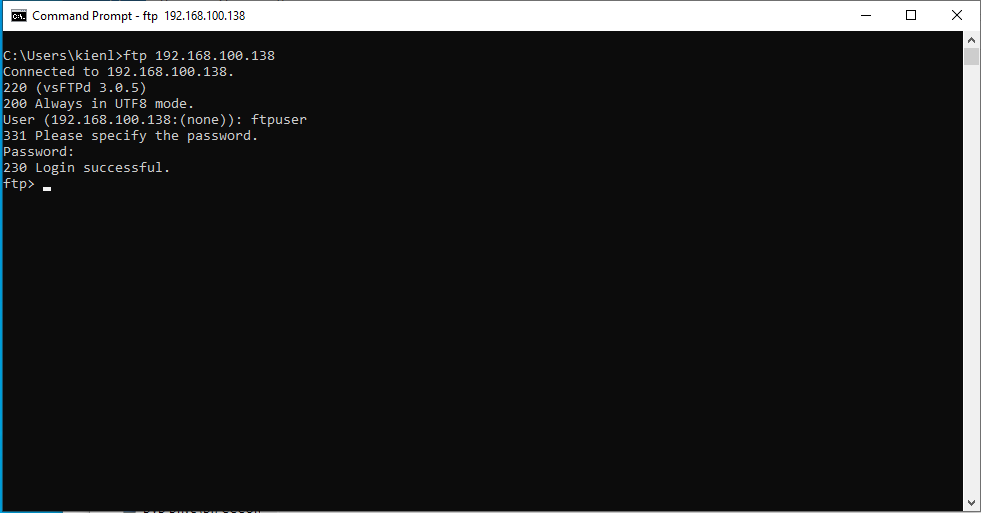 Command Prompt - ftp 192.168.100.138
C:\Users\kienl>ftp 192.168.100.138
Connected to 192.168.100.138.
220 (vsFTPd 3.0.5)
200 Always in UTF8 mode.
User (192.168.100.138:(none)): ftpuser
331 Please specify the password.
Password:
230 Login successful.
ftp>